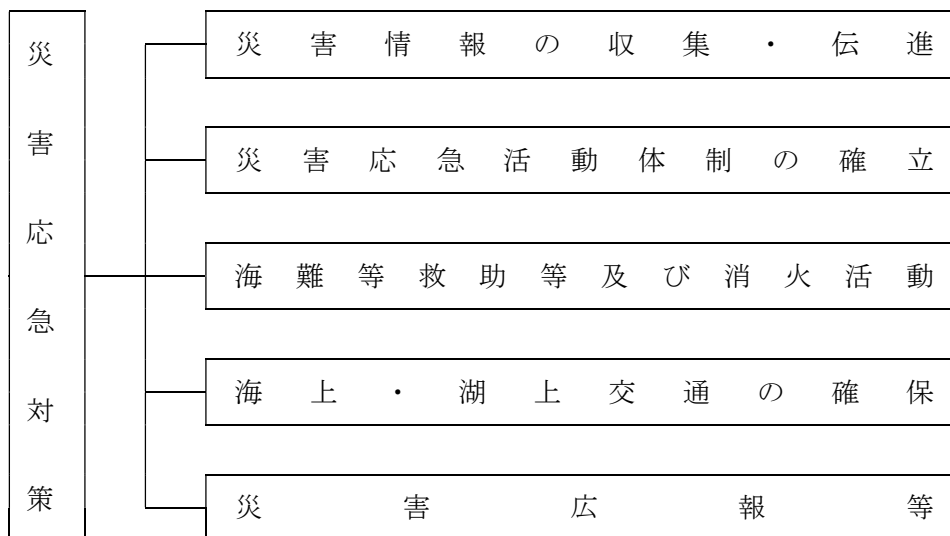 災害応急対策
災害情報の収集・伝進
災害応急活動体制の確立
海難等救助等及び消火活動
海上・湖上交通の確保
災害広報等